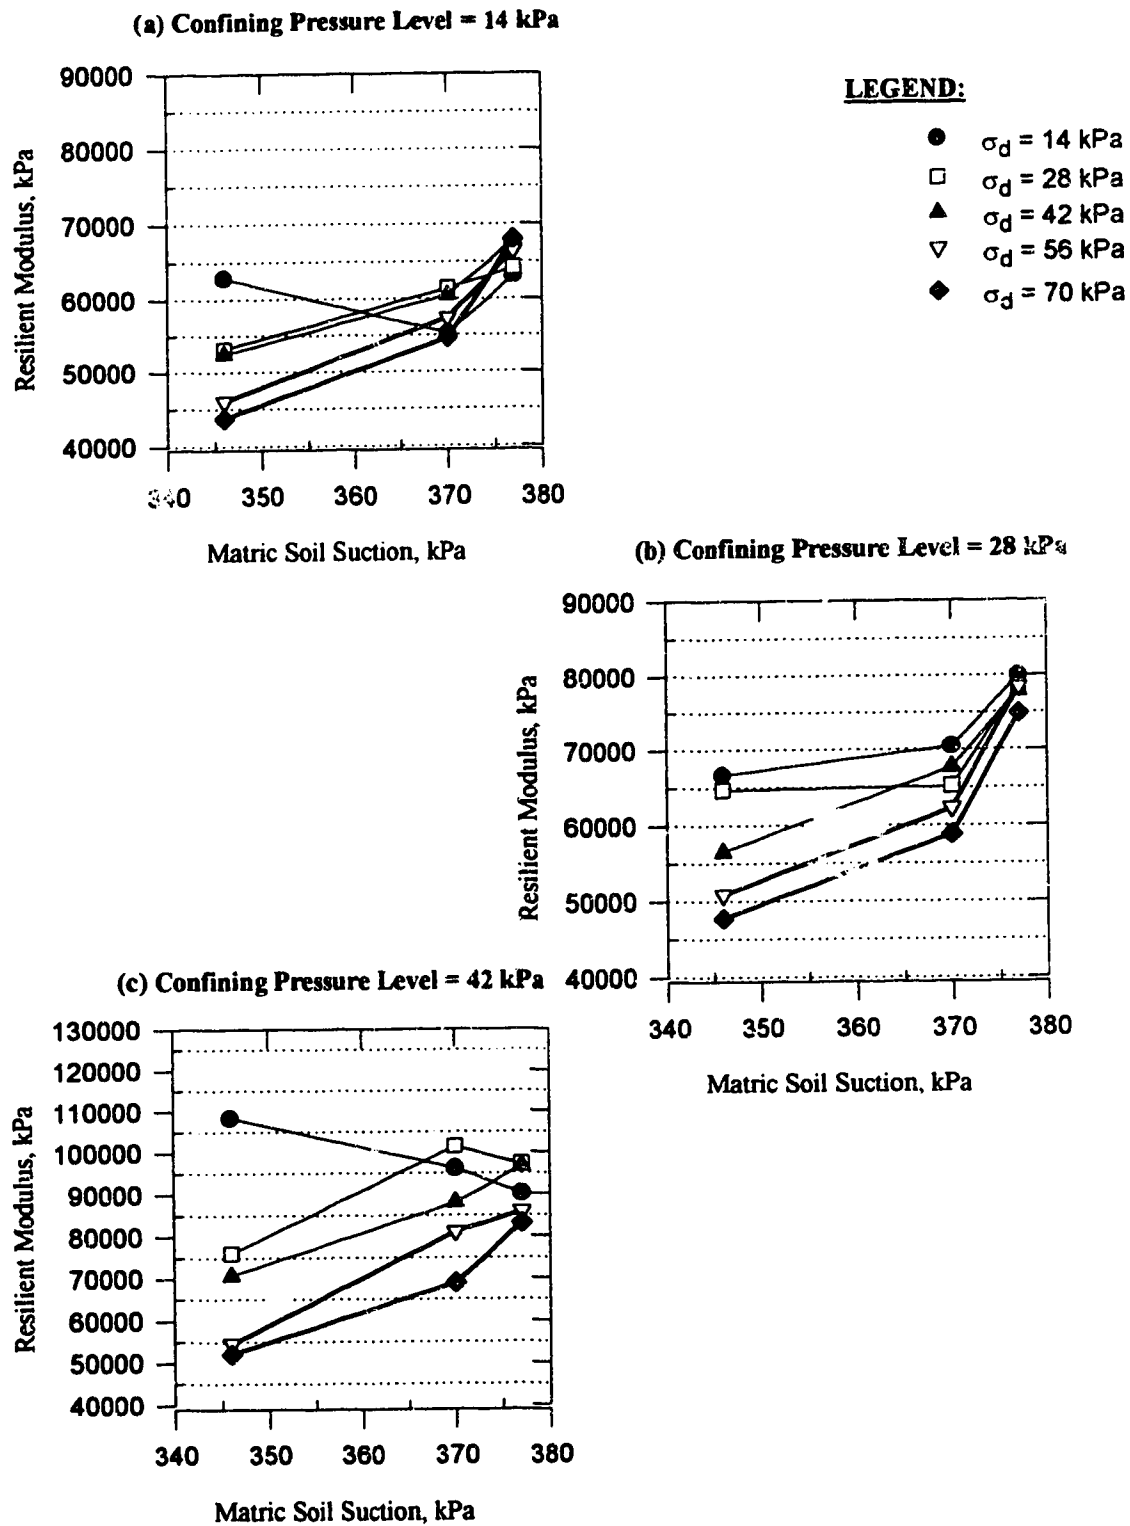 (a) Confining Pressure Level = 14 kPa
90000
80000
70000
60000
50000
40000
Resilient Modulus, kPa
340 350 360 370 380
Matric Soil Suction, kPa
LEGEND:
σd = 14 kPa
σd = 28 kPa
σd = 42 kPa
σd = 56 kPa
σd = 70 kPa
(b) Confining Pressure Level = 28 kPa
90000
80000
70000
60000
50000
40000
Resilient Modulus, kPa
340 350 360 370 380
Matric Soil Suction, kPa
(c) Confining Pressure Level = 42 kPa
130000
120000
110000
100000
90000
80000
70000
60000
50000
40000
Resilient Modulus, kPa
340 350 360 370 380
Matric Soil Suction, kPa